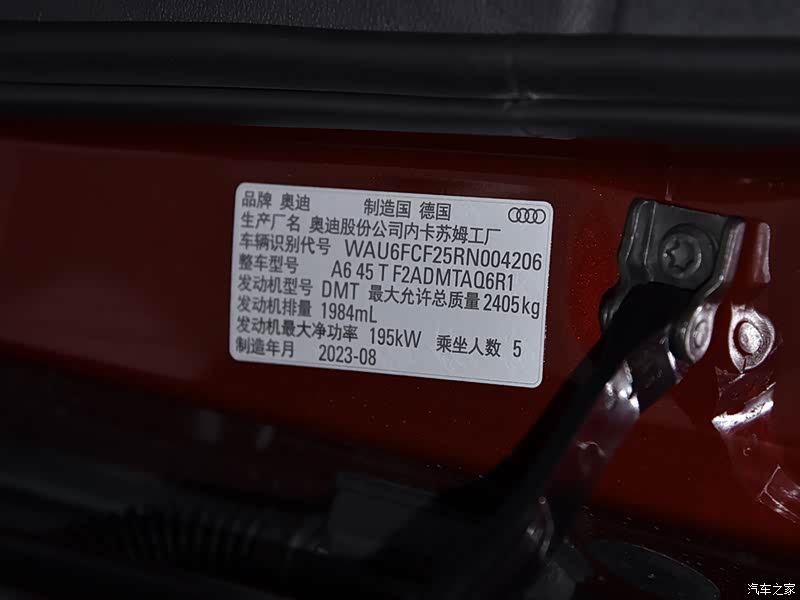 品牌 奥迪 制造国 德国
生产厂名 奥迪股份公司内卡苏姆工厂
车辆识别代号 WAU6FCF25RN004206
整车型号 A6 45 T F2ADMTAQ6R1
发动机型号 DMT 最大允许总质量 2405kg
发动机排量 1984mL
发动机最大净功率 195kW 乘坐人数 5
制造年月 2023-08
汽车之家